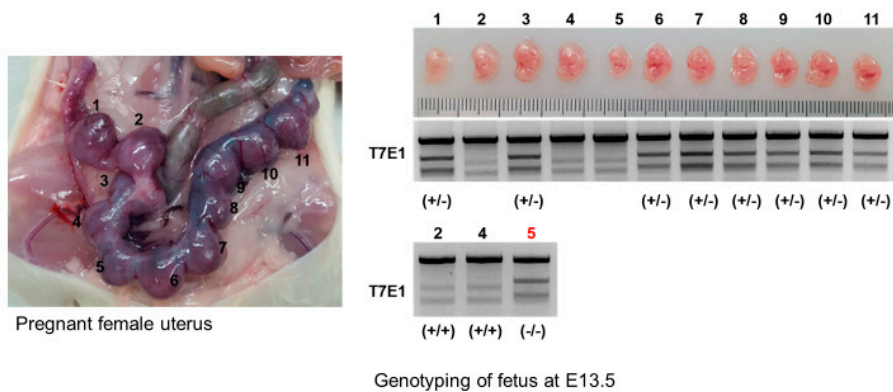 1
2
3
4
5
6
7
8
9
10
11
Pregnant female uterus
1 2 3 4 5 6 7 8 9 10 11
T7E1
(+/-) (+/-) (+/-) (+/-) (+/-) (+/-) (+/-) (+/-)
2 4 5
T7E1
(+/+) (+/+) (-/-)
Genotyping of fetus at E13.5